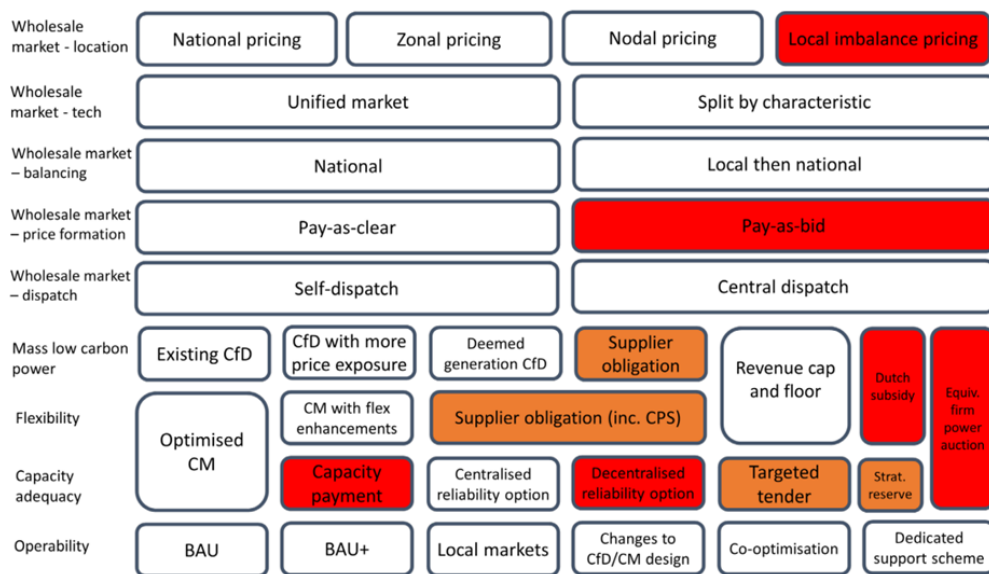 Wholesale
market - location
National pricing
Zonal pricing
Nodal pricing
Local imbalance pricing
Wholesale
market - tech
Unified market
Split by characteristic
Wholesale market
– balancing
National
Local then national
Wholesale market
– price formation
Pay-as-clear
Pay-as-bid
Wholesale market
– dispatch
Self-dispatch
Central dispatch
Mass low carbon
power
Existing CfD
CfD with more
price exposure
Deemed
generation CfD
Supplier
obligation
Revenue cap
and floor
Dutch
subsidy
Equiv.
firm
power
auction
Flexibility
Optimised
CM
CM with flex
enhancements
Supplier obligation (inc. CPS)
Capacity
adequacy
Capacity
payment
Centralised
reliability option
Decentralised
reliability option
Targeted
tender
Strat.
reserve
Operability
BAU
BAU+
Local markets
Changes to
CfD/CM design
Co-optimisation
Dedicated
support scheme